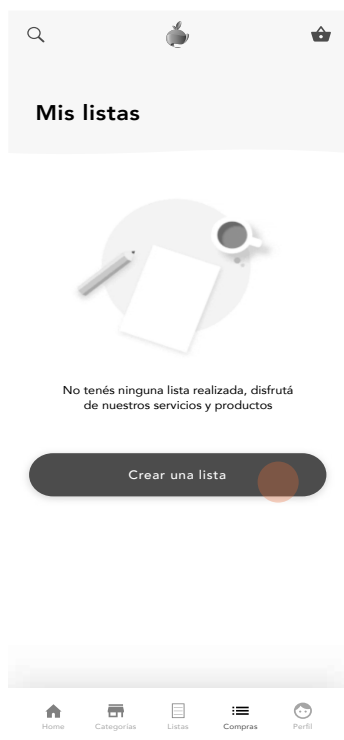 Mis listas
No tenés ninguna lista realizada, disfrutá
de nuestros servicios y productos
Crear una lista
Home
Categorías
Listas
Compras
Perfil